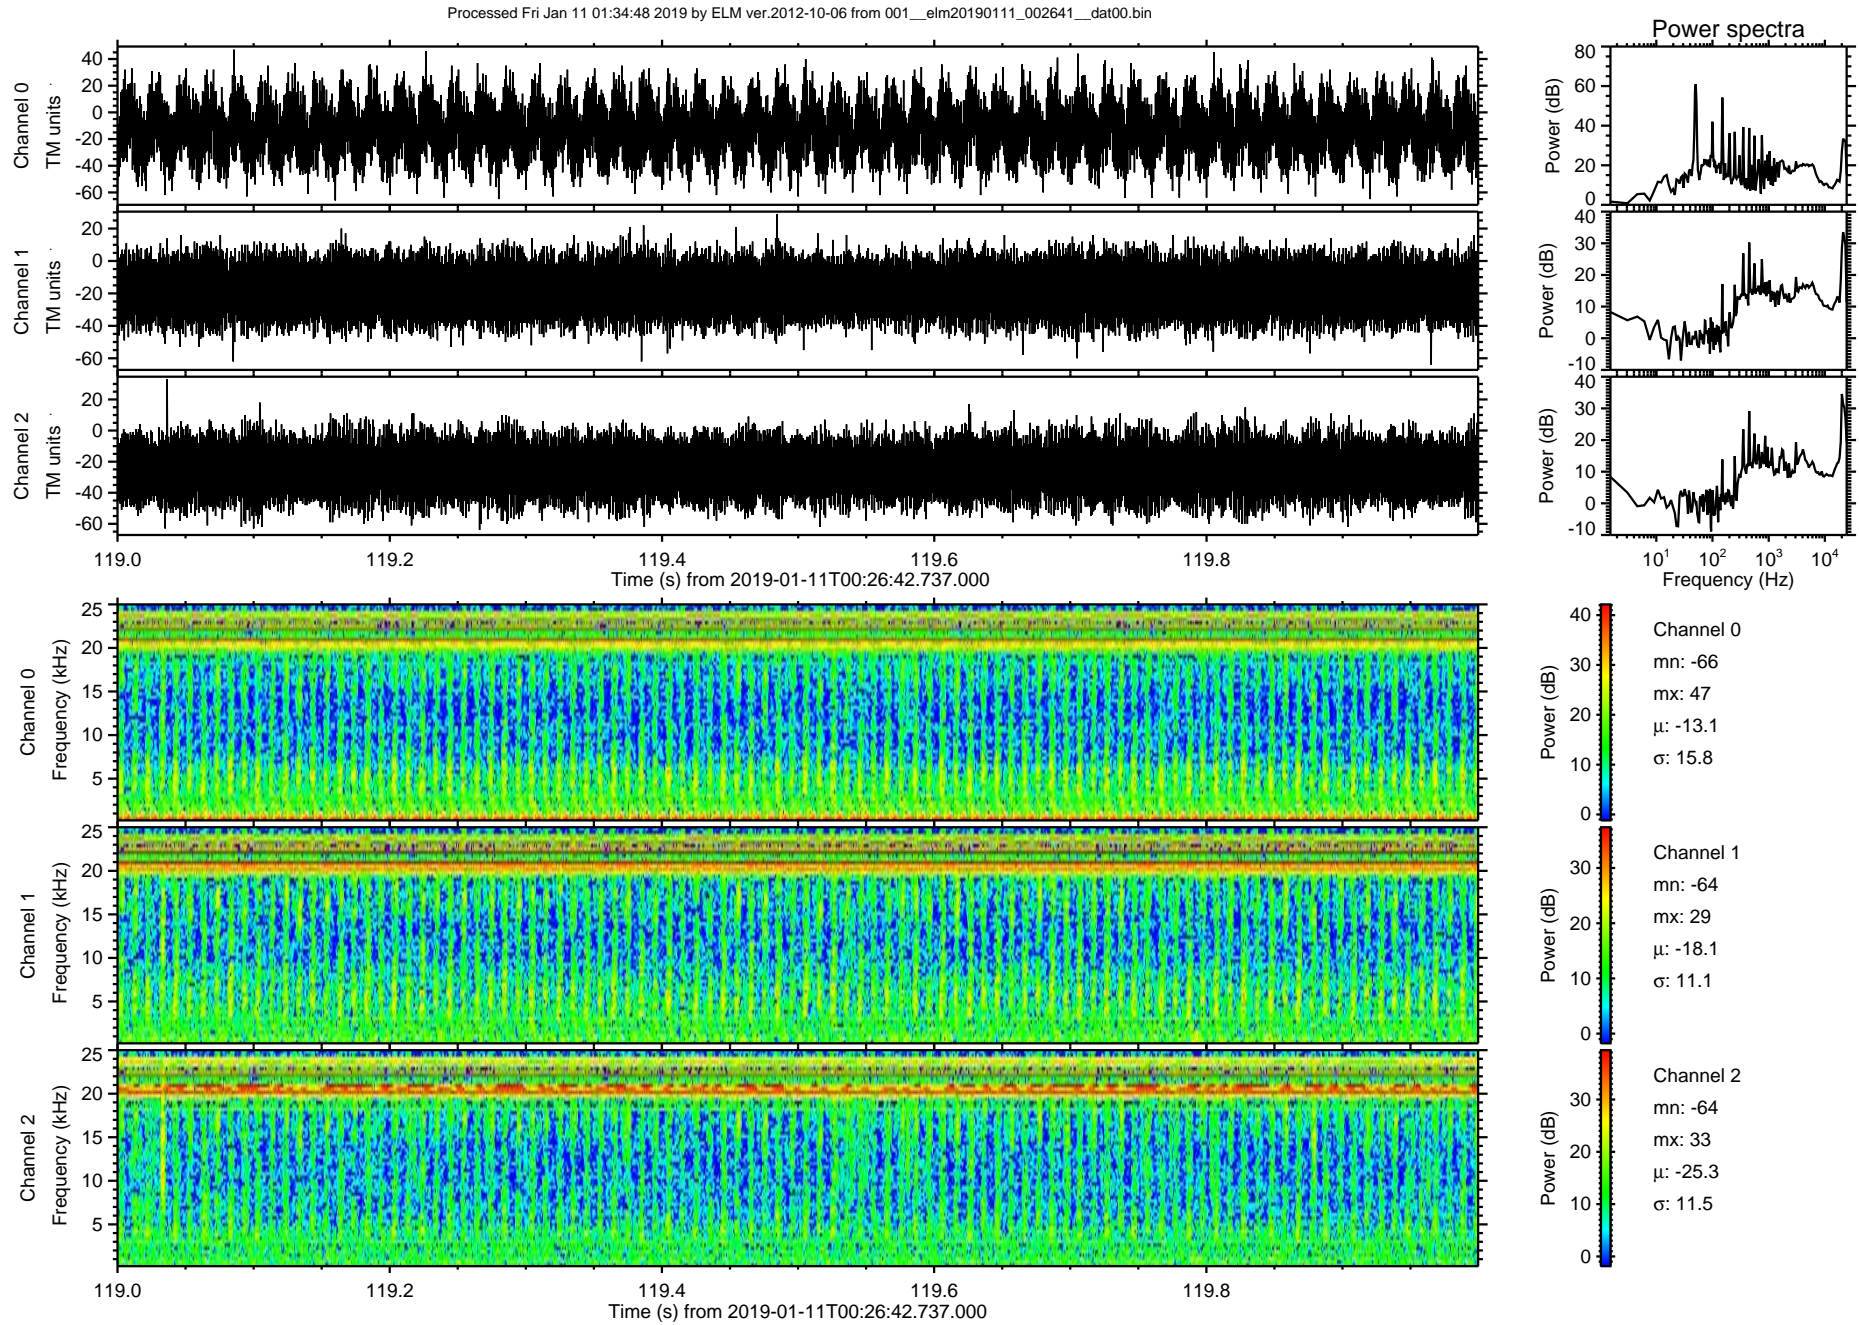 Processed Fri Jan 11 01:34:48 2019 by ELM ver.2012-10-06 from 001__elm20190111_002641__dat00.bin
Power spectra
Channel 0
TM units
40
20
0
-20
-40
-60
Power (dB)
80
60
40
20
0
Channel 1
TM units
20
0
-20
-40
-60
Power (dB)
40
30
20
10
0
-10
Channel 2
TM units
20
0
-20
-40
-60
Power (dB)
40
30
20
10
0
-10
119.0 119.2 119.4 119.6 119.8
Time (s) from 2019-01-11T00:26:42.737.000
10^1 10^2 10^3 10^4
Frequency (Hz)
Channel 0
Frequency (kHz)
25
20
15
10
5
Power (dB)
40
30
20
10
0
Channel 0
mn: -66
mx: 47
μ: -13.1
σ: 15.8
Channel 1
Frequency (kHz)
25
20
15
10
5
Power (dB)
30
20
10
0
Channel 1
mn: -64
mx: 29
μ: -18.1
σ: 11.1
Channel 2
Frequency (kHz)
25
20
15
10
5
Power (dB)
30
20
10
0
Channel 2
mn: -64
mx: 33
μ: -25.3
σ: 11.5
119.0 119.2 119.4 119.6 119.8
Time (s) from 2019-01-11T00:26:42.737.000